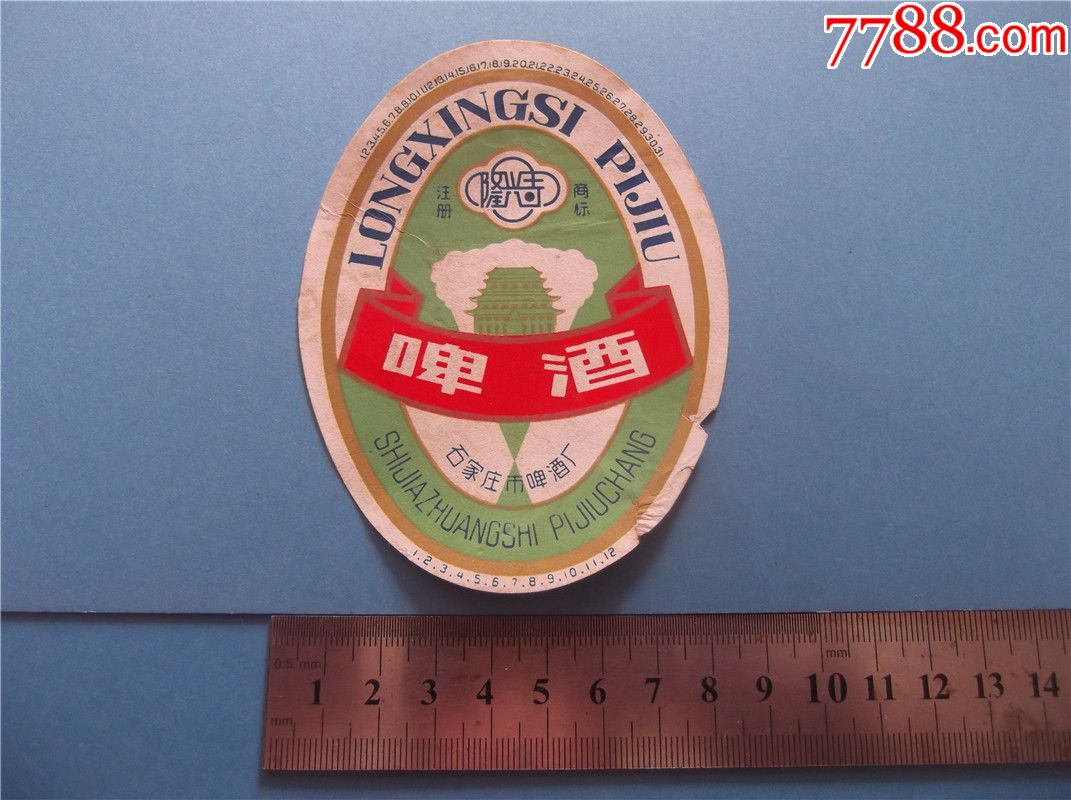 7788.com
1.2.3.4.5.6.7.8.9.10.11.12.13.14.15.16.17.18.19.20.21.22.23.24.25.26.27.28.29.30.31
LONGXINGSI PIJIU
注册
隆兴寺
商标
啤酒
石家庄市啤酒厂
SHIJIAZHUANGSHI PIJIUCHANG
1.2.3.4.5.6.7.8.9.10.11.12
0.5 mm
mm
1 2 3 4 5 6 7 8 9 10 11 12 13 14
mm